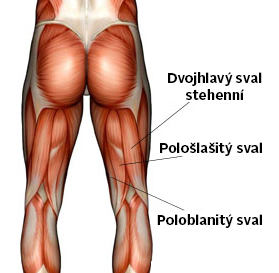 Dvojhlavý sval
stehenní
Pološlašitý sval
Poloblanitý sval